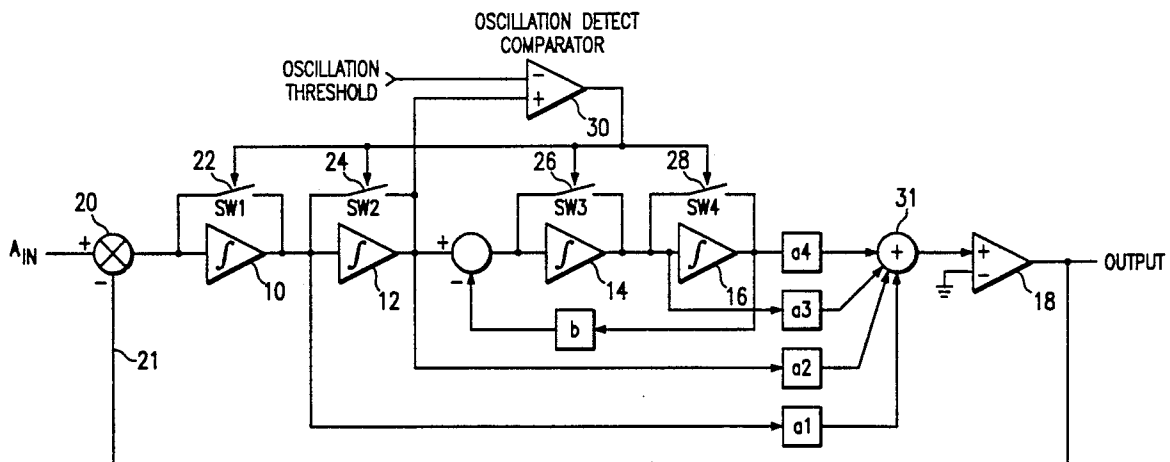 OSCILLATION DETECT
COMPARATOR
OSCILLATION
THRESHOLD
−
+
30
22
24
26
28
SW1
SW2
SW3
SW4
20
31
A_IN
+
−
∫
10
∫
12
+
−
∫
14
∫
16
a4
+
+
−
18
OUTPUT
a3
b
21
a2
a1